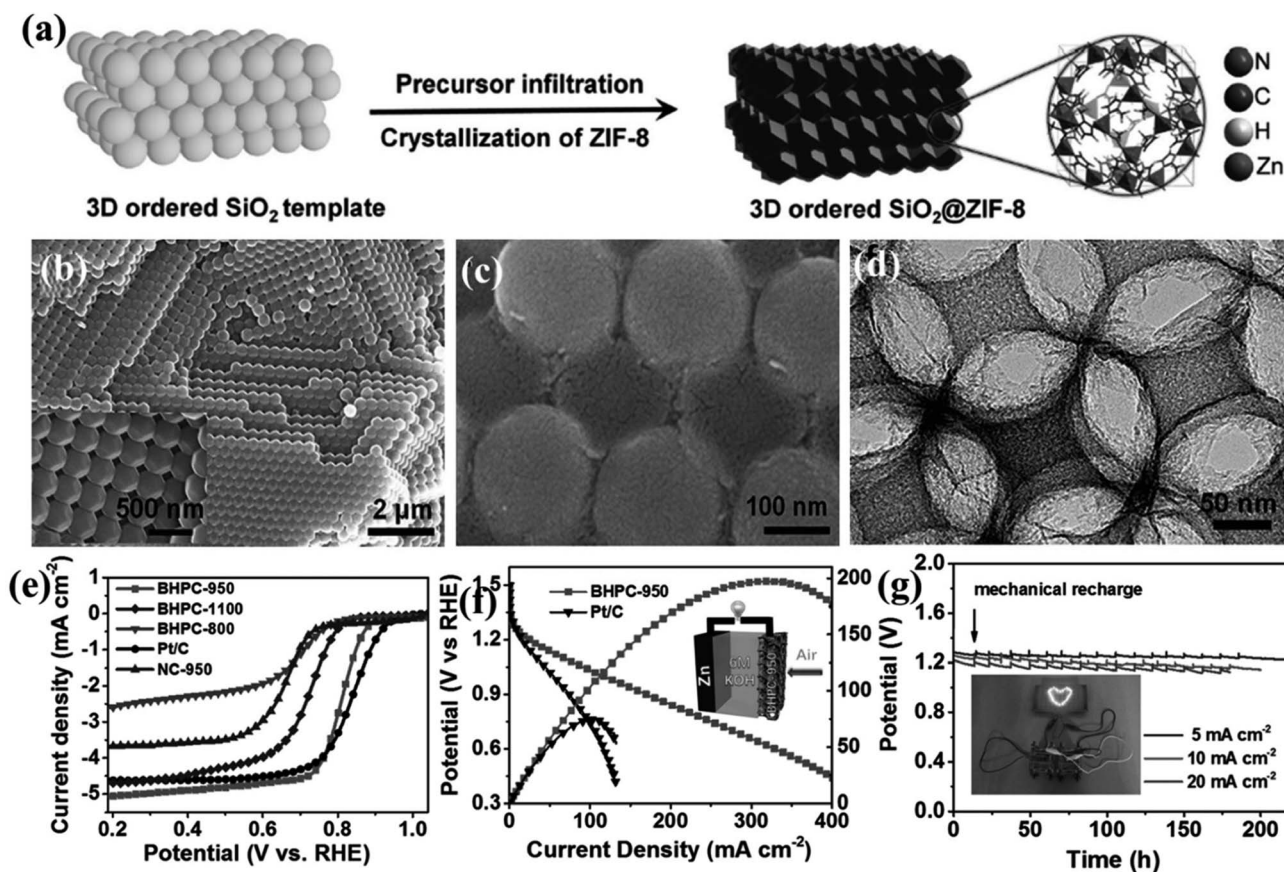 (a)
Precursor infiltration
Crystallization of ZIF-8
3D ordered SiO₂ template
3D ordered SiO₂@ZIF-8
N
C
H
Zn
(b)
500 nm
2 μm
(c)
100 nm
(d)
50 nm
(e)
Current density (mA cm⁻²)
1
0
-1
-2
-3
-4
-5
BHPC-950
BHPC-1100
BHPC-800
Pt/C
NC-950
0.2
0.4
0.6
0.8
1.0
Potential (V vs. RHE)
(f)
Potential (V vs RHE)
1.5
1.2
0.9
0.6
0.3
BHPC-950
Pt/C
Zn
6M
KOH
BHPC-950
Air
200
150
100
50
0
0
100
200
300
400
Current Density (mA cm⁻²)
(g)
Potential (V)
2.0
1.6
1.2
0.8
0.4
0.0
mechanical recharge
5 mA cm⁻²
10 mA cm⁻²
20 mA cm⁻²
0
25
50
75
100
125
150
175
200
Time (h)